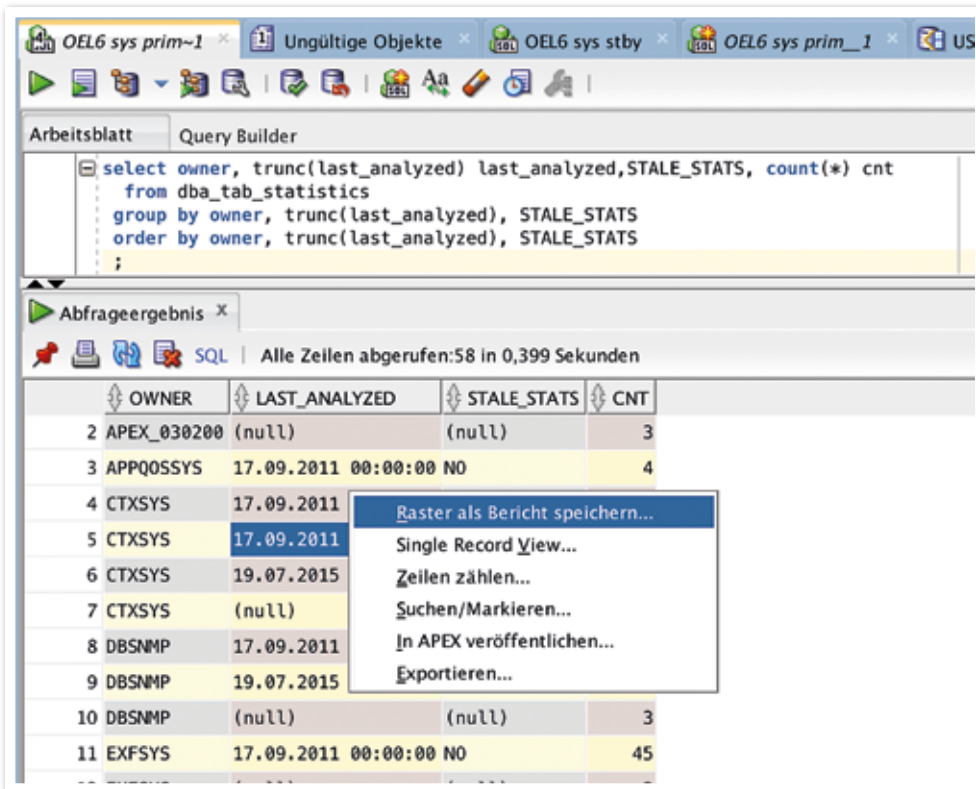 OEL6 sys prim~1 Ungültige Objekte OEL6 sys stby OEL6 sys prim__1 US
Arbeitsblatt Query Builder
select owner, trunc(last_analyzed) last_analyzed,STALE_STATS, count(*) cnt
from dba_tab_statistics
group by owner, trunc(last_analyzed), STALE_STATS
order by owner, trunc(last_analyzed), STALE_STATS
;
Abfrageergebnis
SQL Alle Zeilen abgerufen:58 in 0,399 Sekunden
OWNER LAST_ANALYZED STALE_STATS CNT
2 APEX_030200 (null) (null) 3
3 APPQOSSYS 17.09.2011 00:00:00 NO 4
4 CTXSYS 17.09.2011
5 CTXSYS 17.09.2011
6 CTXSYS 19.07.2015
7 CTXSYS (null)
8 DBSNMP 17.09.2011
9 DBSNMP 19.07.2015
10 DBSNMP (null) (null) 3
11 EXFSYS 17.09.2011 00:00:00 NO 45
Raster als Bericht speichern...
Single Record View...
Zeilen zählen...
Suchen/Markieren...
In APEX veröffentlichen...
Exportieren...